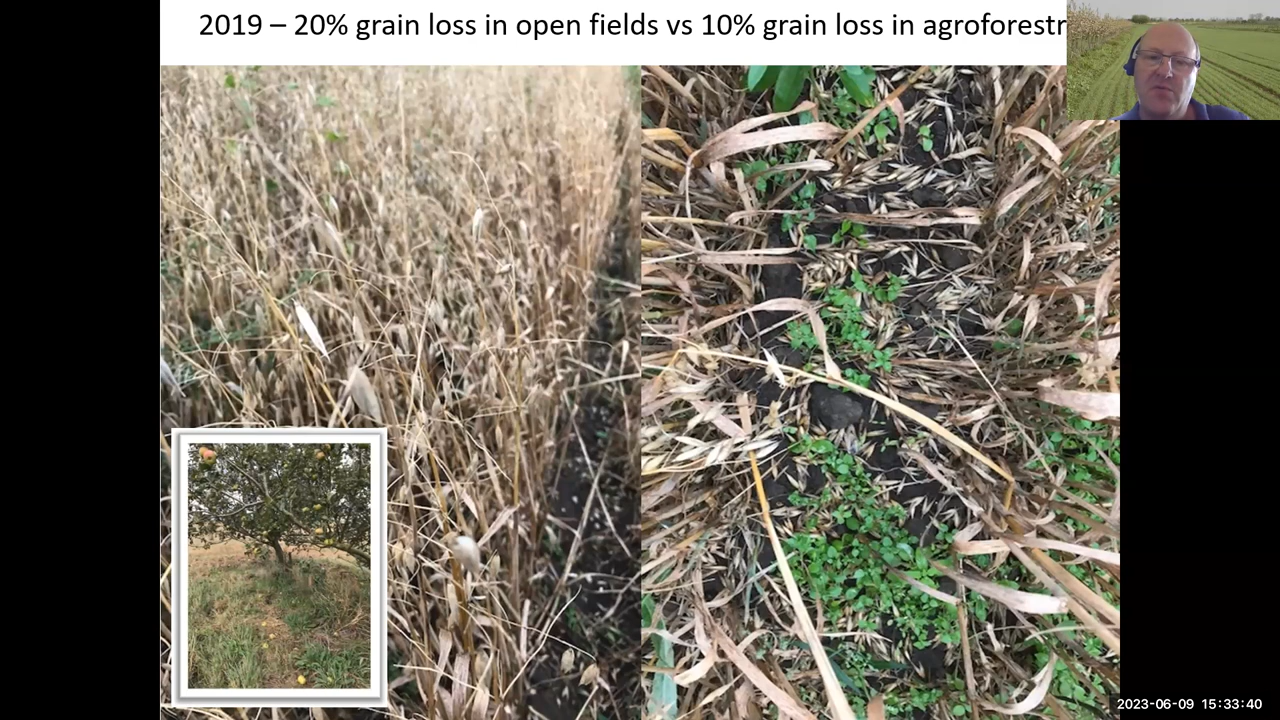 2019 – 20% grain loss in open fields vs 10% grain loss in agroforestr
2023-06-09 15:33:40